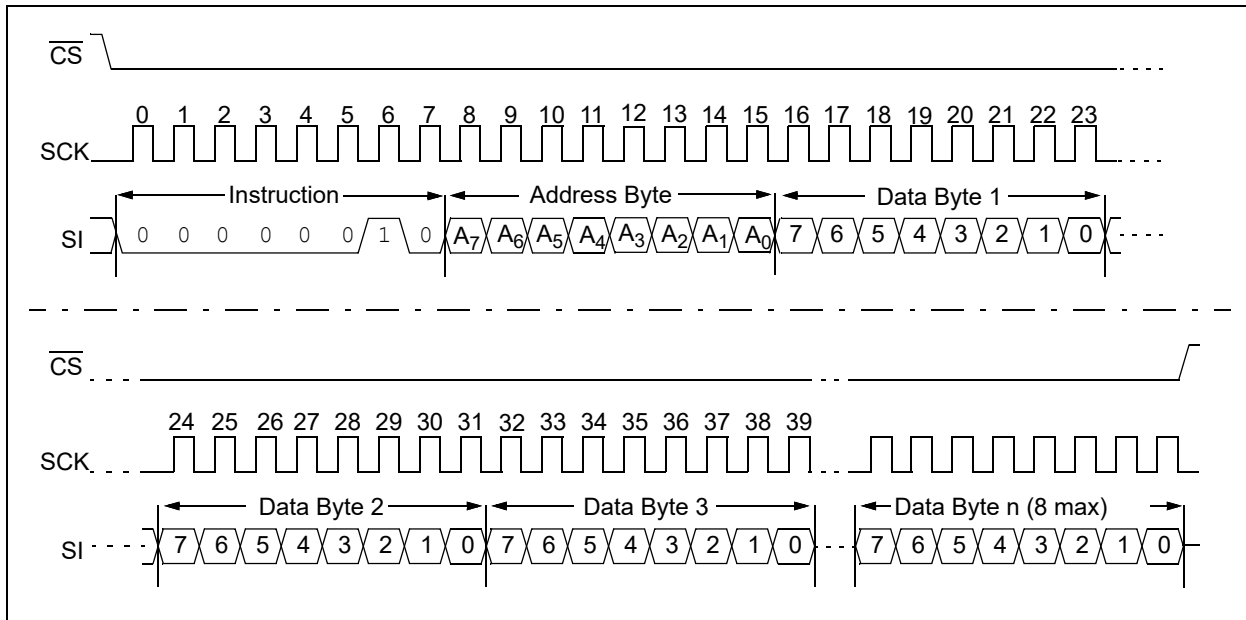 CS
0 1 2 3 4 5 6 7 8 9 10 11 12 13 14 15 16 17 18 19 20 21 22 23
SCK
Instruction Address Byte Data Byte 1
SI 0 0 0 0 0 0 1 0 A7 A6 A5 A4 A3 A2 A1 A0 7 6 5 4 3 2 1 0
CS
24 25 26 27 28 29 30 31 32 33 34 35 36 37 38 39
SCK
Data Byte 2 Data Byte 3 Data Byte n (8 max)
SI 7 6 5 4 3 2 1 0 7 6 5 4 3 2 1 0 7 6 5 4 3 2 1 0